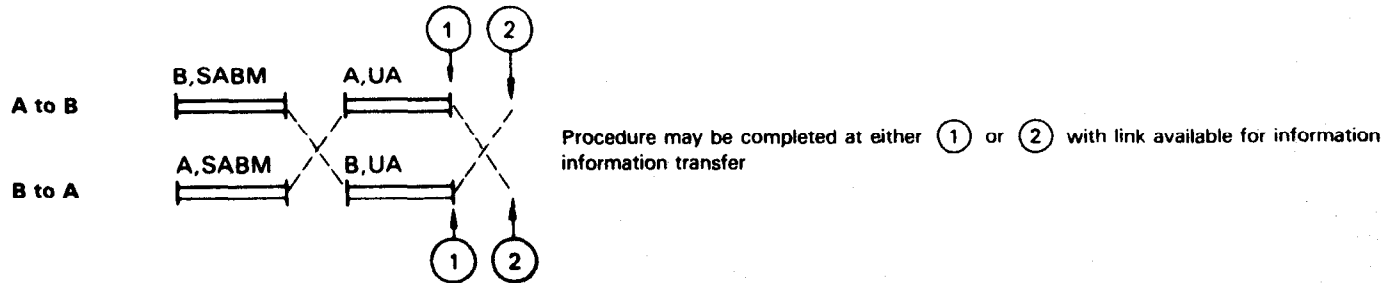 1 2
B,SABM A,UA
A to B
Procedure may be completed at either 1 or 2 with link available for information
information transfer
A,SABM B,UA
B to A
1 2